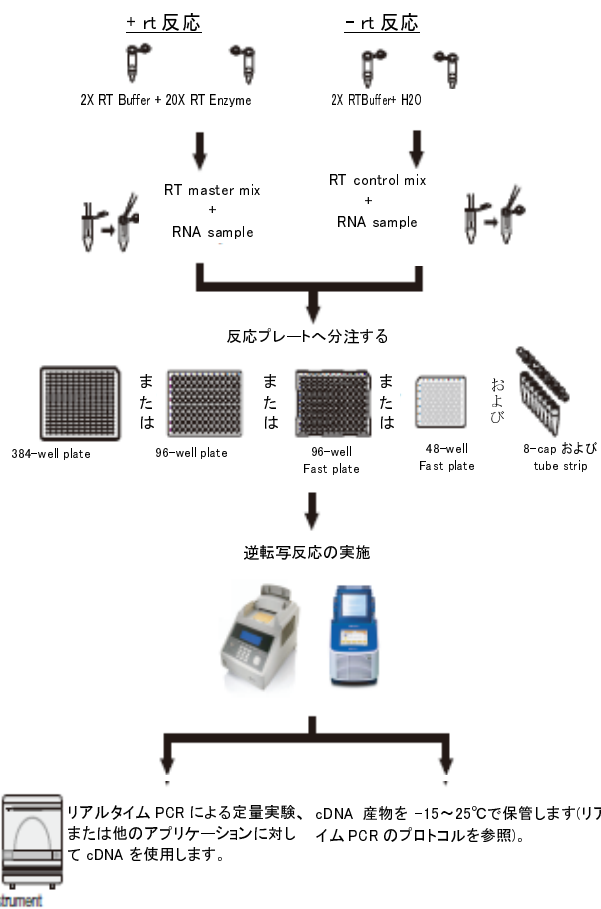 + rt 反応
- rt 反応
2X RT Buffer + 20X RT Enzyme
2X RTBuffer+ H2O
RT master mix
+
RNA sample
RT control mix
+
RNA sample
反応プレートへ分注する
または
または
または
および
384-well plate
96-well plate
96-well
Fast plate
48-well
Fast plate
8-cap および
tube strip
逆転写反応の実施
リアルタイム PCR による定量実験、
または他のアプリケーションに対し
て cDNA を使用します。
cDNA 産物を -15~25℃で保管します(リア
イム PCR のプロトコルを参照)。
strument